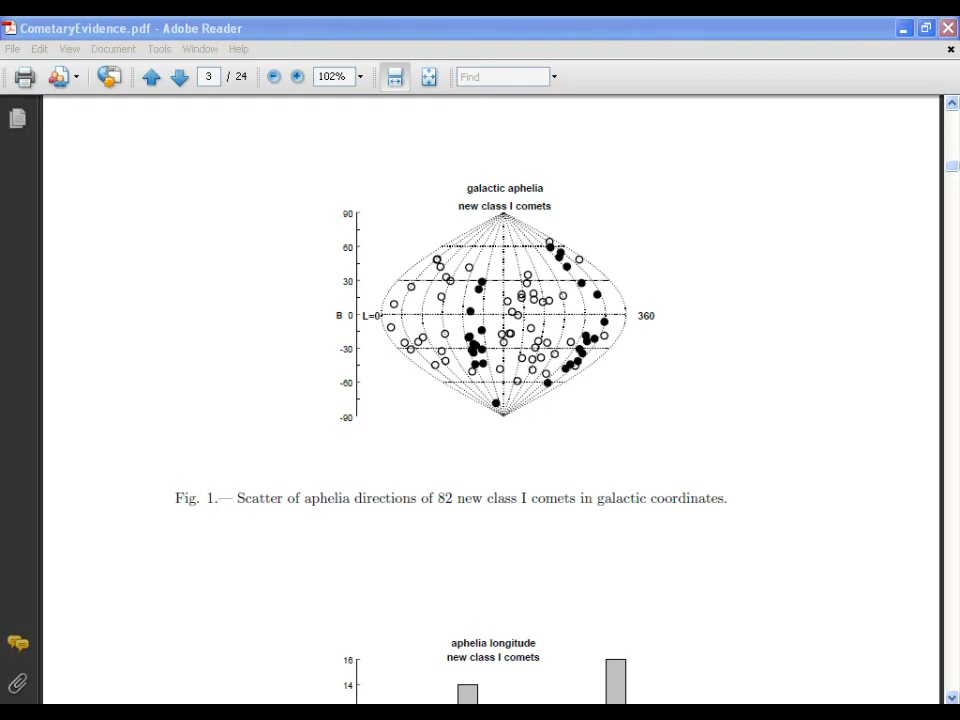 CometaryEvidence.pdf - Adobe Reader
File Edit View Document Tools Window Help
3 / 24 102% Find
galactic aphelia
new class I comets
90
60
30
B 0 L=0 360
-30
-60
-90
Fig. 1.— Scatter of aphelia directions of 82 new class I comets in galactic coordinates.
aphelia longitude
new class I comets
16
14